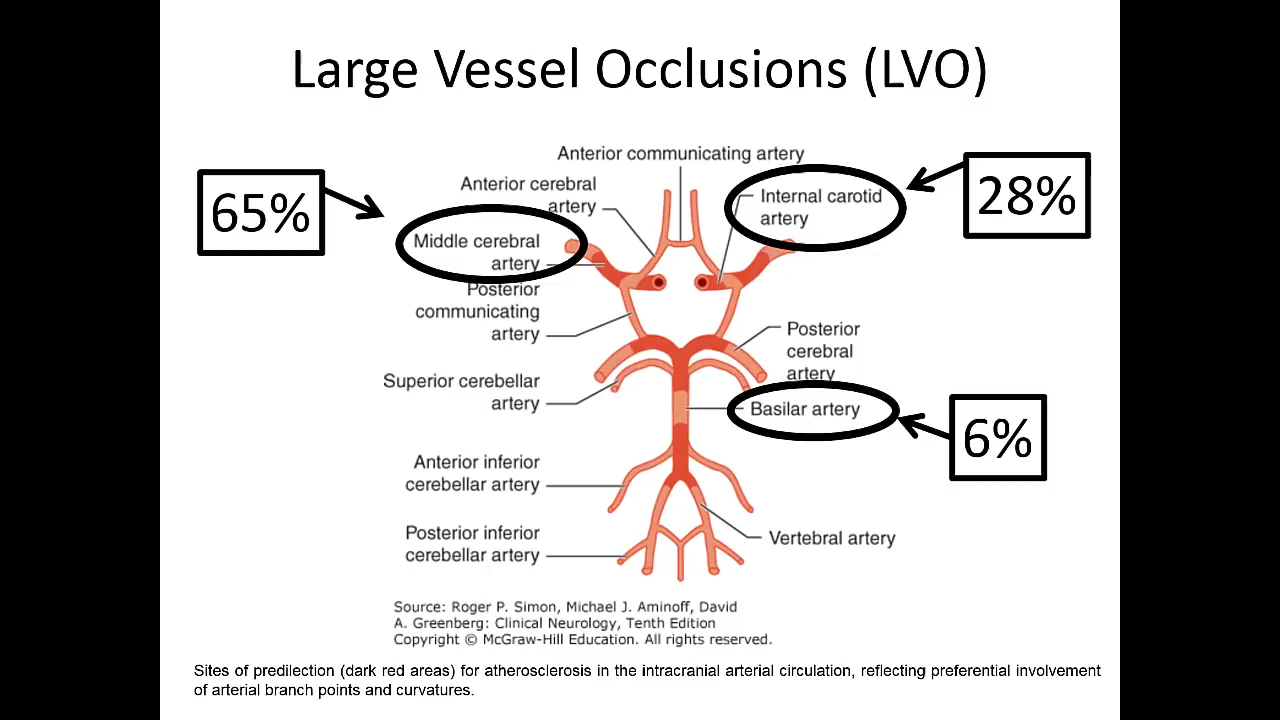 Large Vessel Occlusions (LVO)
Anterior communicating artery
65%
Anterior cerebral
artery
Internal carotid
artery
28%
Middle cerebral
artery
Posterior
communicating
artery
Posterior
cerebral
artery
Superior cerebellar
artery
Basilar artery
6%
Anterior inferior
cerebellar artery
Posterior inferior
cerebellar artery
Vertebral artery
Source: Roger P. Simon, Michael J. Aminoff, David
A. Greenberg: Clinical Neurology, Tenth Edition
Copyright © McGraw-Hill Education. All rights reserved.
Sites of predilection (dark red areas) for atherosclerosis in the intracranial arterial circulation, reflecting preferential involvement
of arterial branch points and curvatures.